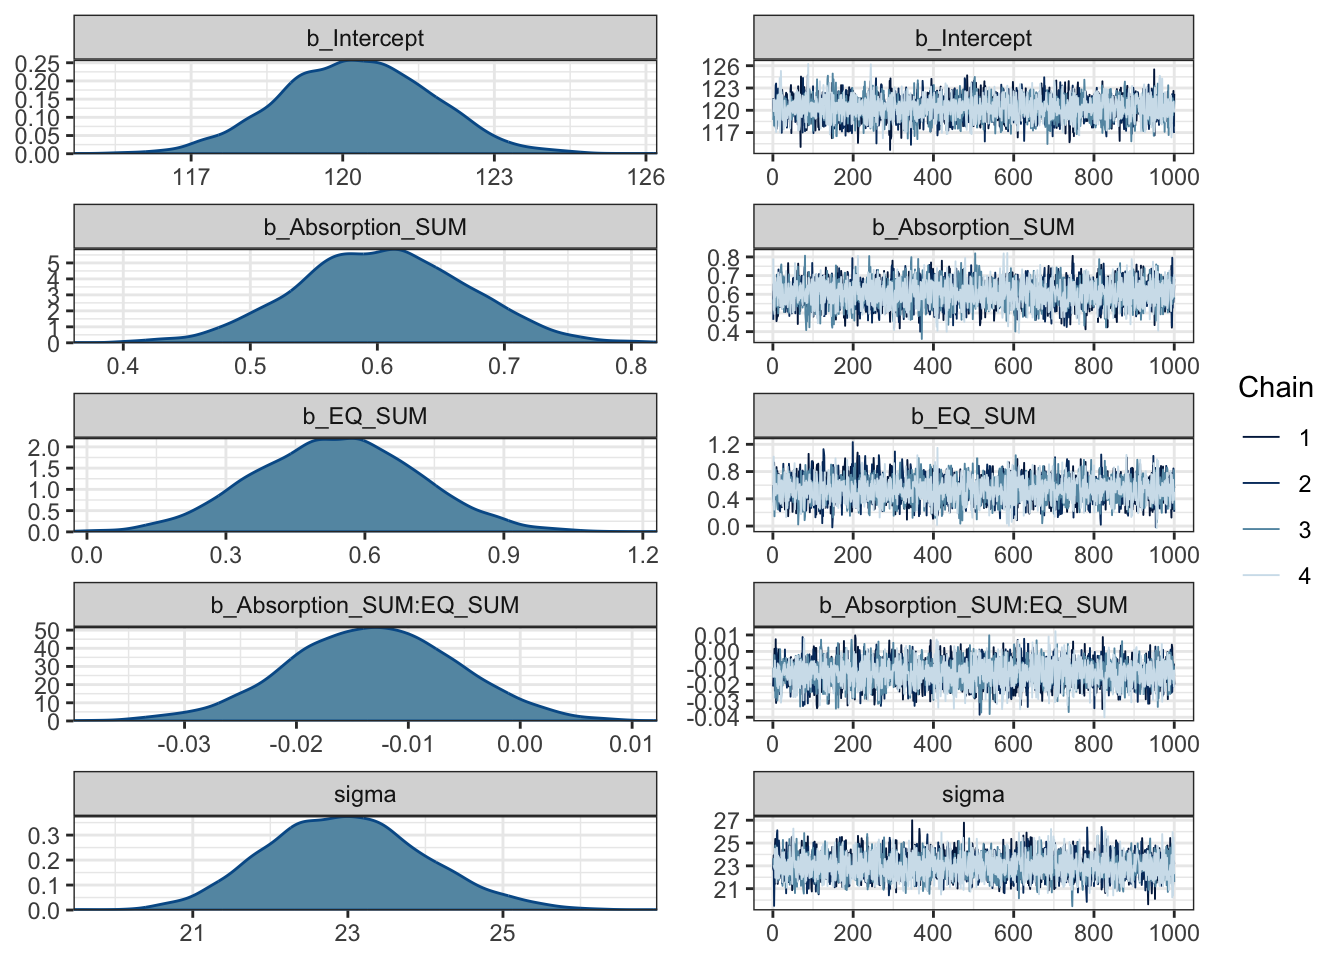 b_Intercept
0.25
0.20
0.15
0.10
0.05
0.00
117 120 123 126
b_Intercept
126
123
120
117
0 200 400 600 800 1000
b_Absorption_SUM
5
4
3
2
1
0
0.4 0.5 0.6 0.7 0.8
b_Absorption_SUM
0.8
0.7
0.6
0.5
0.4
0 200 400 600 800 1000
b_EQ_SUM
2.0
1.5
1.0
0.5
0.0
0.0 0.3 0.6 0.9 1.2
b_EQ_SUM
1.2
0.8
0.4
0.0
0 200 400 600 800 1000
b_Absorption_SUM:EQ_SUM
50
40
30
20
10
0
-0.03 -0.02 -0.01 0.00 0.01
b_Absorption_SUM:EQ_SUM
0.01
0.00
-0.01
-0.02
-0.03
-0.04
0 200 400 600 800 1000
sigma
0.3
0.2
0.1
0.0
21 23 25
sigma
27
25
23
21
0 200 400 600 800 1000
Chain
1
2
3
4